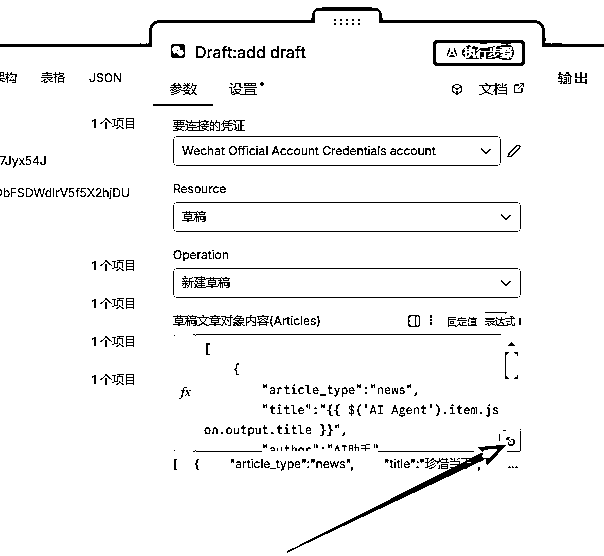 Draft:add draft
执行步骤
架构 表格 JSON
输出
参数 设置
文档
1个项目
要连接的凭证
7Jyx54J
Wechat Official Account Credentials account
Resource
DbFSDWdIrV5f5X2hjDU
草稿
Operation
1个项目
新建草稿
1个项目
草稿文章对象内容(Articles)
固定值 表达式
1个项目
[
{
1个项目
fx
"article_type":"news",
"title":"{{ $('AI Agent').item.js
on.output.title }}",
"author":"AI助手"
[ { "article_type":"news", "title":"珍惜当下", ...